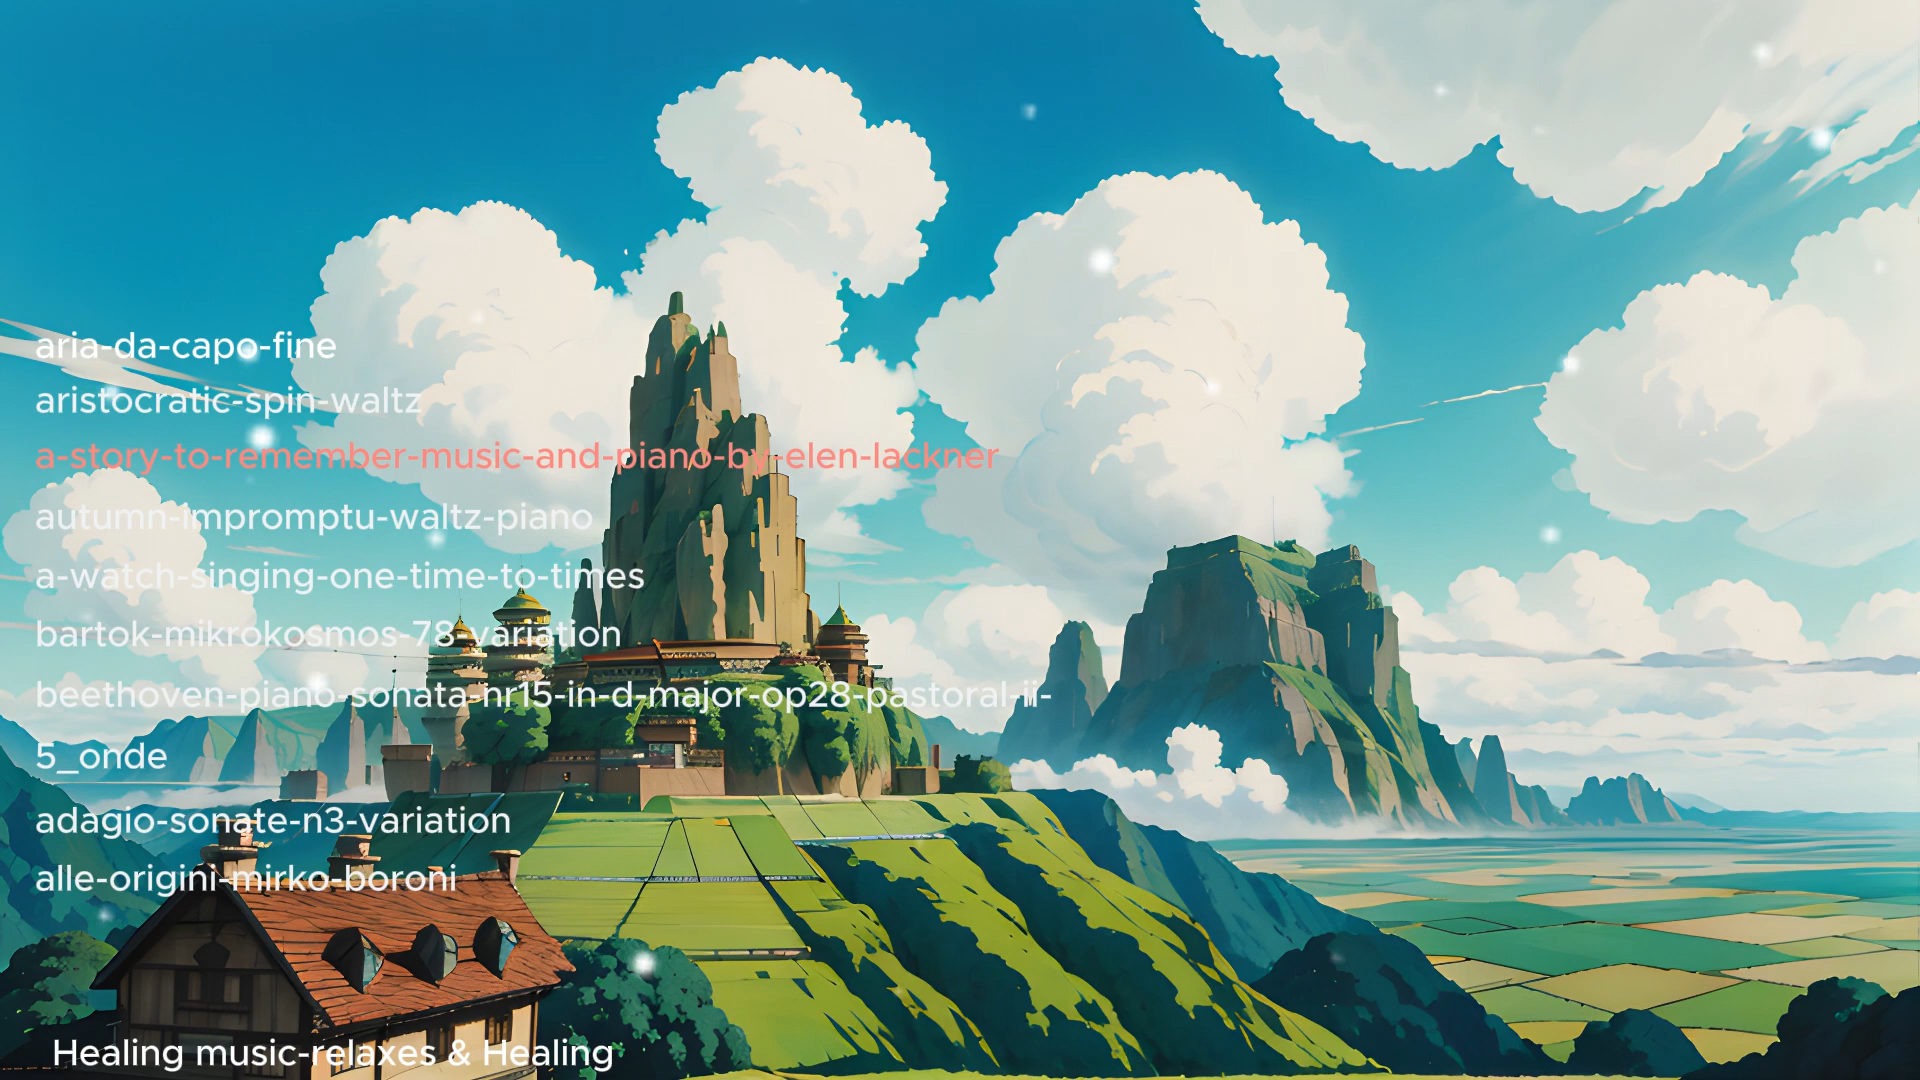 aria-da-capo-fine
aristocratic-spin-waltz
a-story-to-remember-music-and-piano-by-elen-lackner
autumn-impromptu-waltz-piano
a-watch-singing-one-time-to-times
bartok-mikrokosmos-78-variation
beethoven-piano-sonata-nr15-in-d-major-op28-pastoral-ii-
5_onde
adagio-sonate-n3-variation
alle-origini-mirko-boroni
Healing music-relaxes & Healing